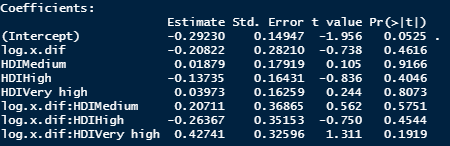 Coefficients:
Estimate Std. Error t value Pr(>|t|)
(Intercept) -0.29230 0.14947 -1.956 0.0525 .
log.x.dif -0.20822 0.28210 -0.738 0.4616
HDIMedium 0.01879 0.17919 0.105 0.9166
HDIHigh -0.13735 0.16431 -0.836 0.4046
HDIVery high 0.03973 0.16259 0.244 0.8073
log.x.dif:HDIMedium 0.20711 0.36865 0.562 0.5751
log.x.dif:HDIHigh -0.26367 0.35153 -0.750 0.4544
log.x.dif:HDIVery high 0.42741 0.32596 1.311 0.1919